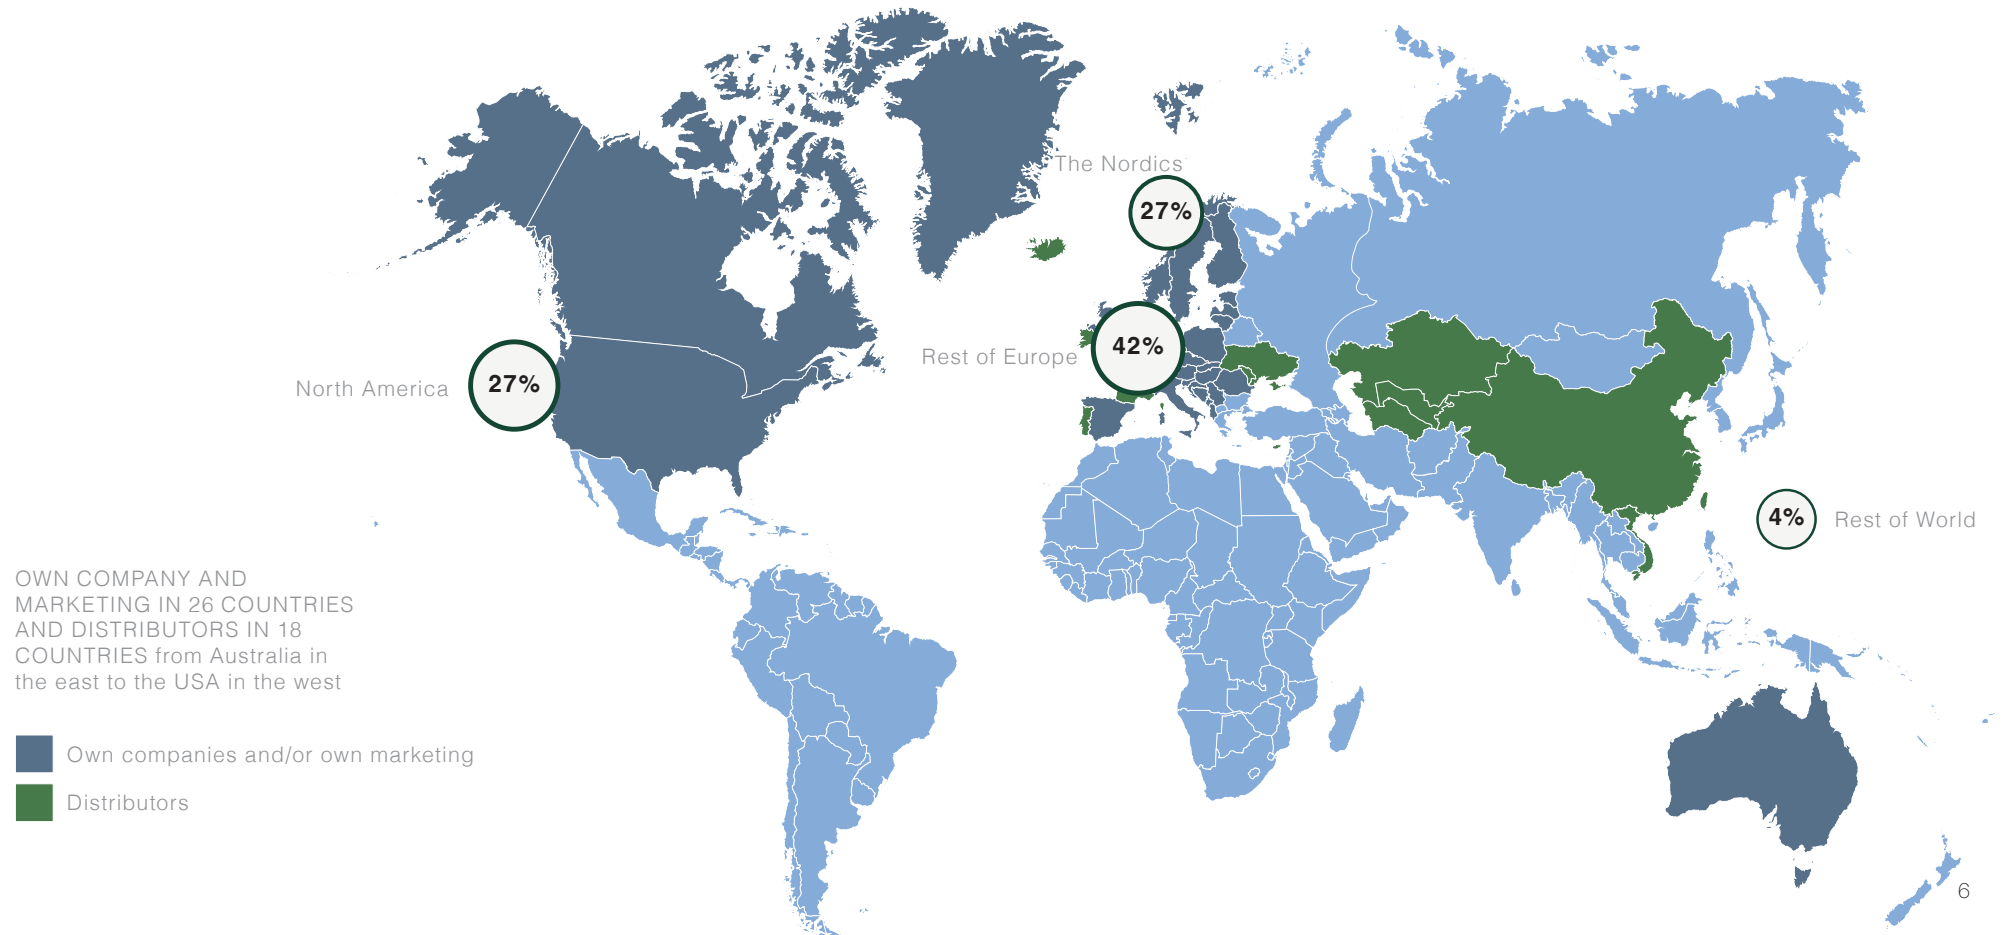 The Nordics
27%
Rest of Europe
42%
North America
27%
4%
Rest of World
OWN COMPANY AND
MARKETING IN 26 COUNTRIES
AND DISTRIBUTORS IN 18
COUNTRIES from Australia in
the east to the USA in the west
Own companies and/or own marketing
Distributors
6